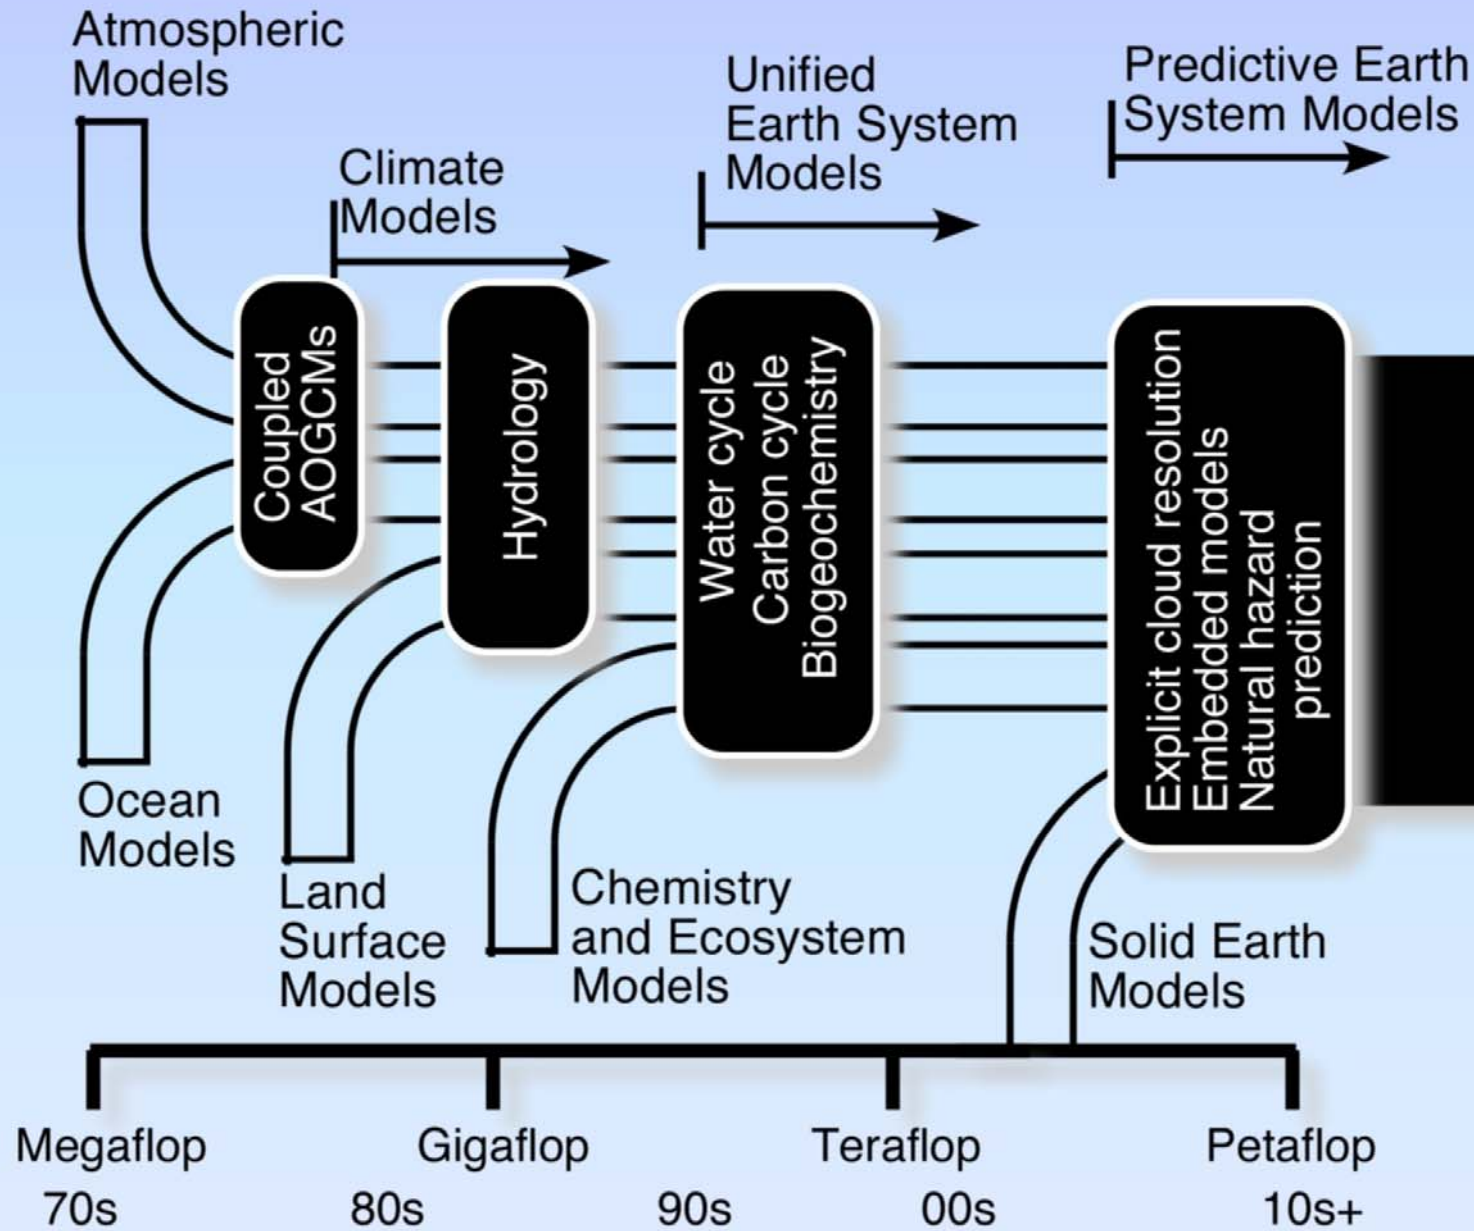 Atmospheric
Models
Climate
Models
Unified
Earth System
Models
Predictive Earth
System Models
Coupled
AOGCMs
Hydrology
Water cycle
Carbon cycle
Biogeochemistry
Explicit cloud resolution
Embedded models
Natural hazard
prediction
Ocean
Models
Land
Surface
Models
Chemistry
and Ecosystem
Models
Solid Earth
Models
Megaflop
Gigaflop
Teraflop
Petaflop
70s
80s
90s
00s
10s+